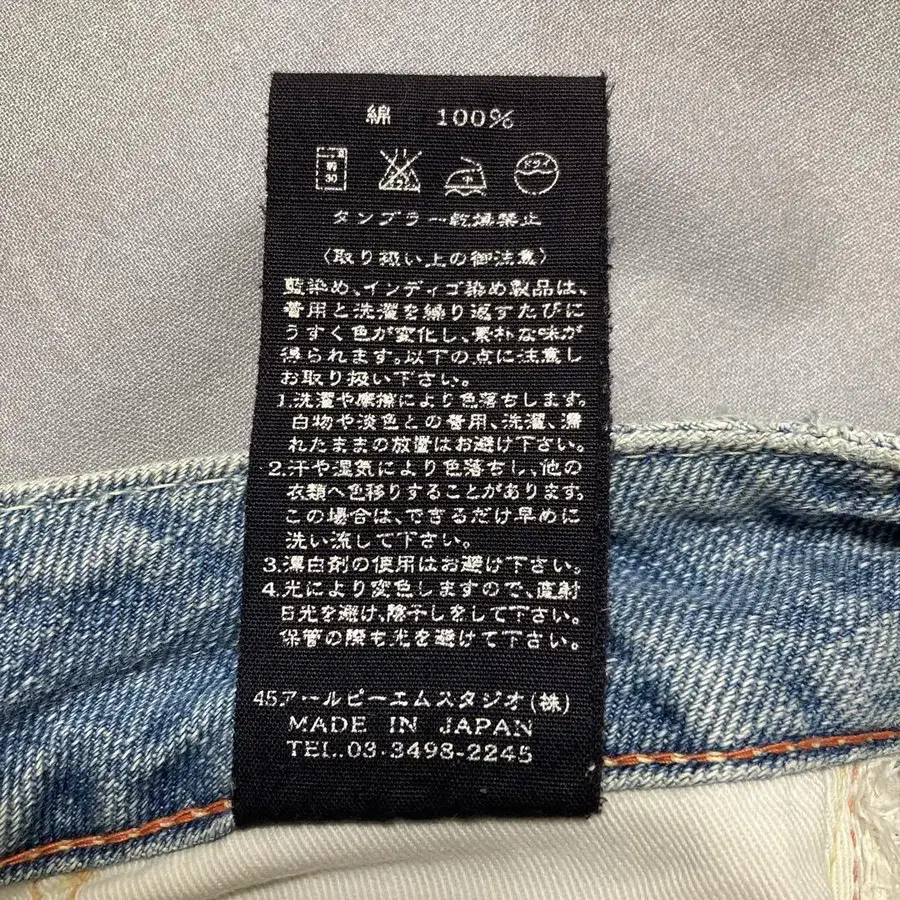 綿 100%
弱
30
エンソサラシ
中
ドライ
タンブラー乾燥禁止
〈取り扱い上の御注意〉
藍染め、インディゴ染め製品は、
着用と洗濯を繰り返すたびに
うすく色が変化し、素朴な味が
得られます。以下の点に注意し
お取り扱い下さい。
1.洗濯や摩擦により色落ちします。
白物や淡色との着用、洗濯、濡
れたままの放置はお避け下さい。
2.汗や湿気により色落ちし、他の
衣類へ色移りすることがあります。
この場合は、できるだけ早めに
洗い流して下さい。
3.漂白剤の使用はお避け下さい。
4.光により変色しますので、直射
日光を避け、陰干しをして下さい。
保管の際も光を避けて下さい。
45アールピーエムスタジオ(株)
MADE IN JAPAN
TEL.03-3498-2245